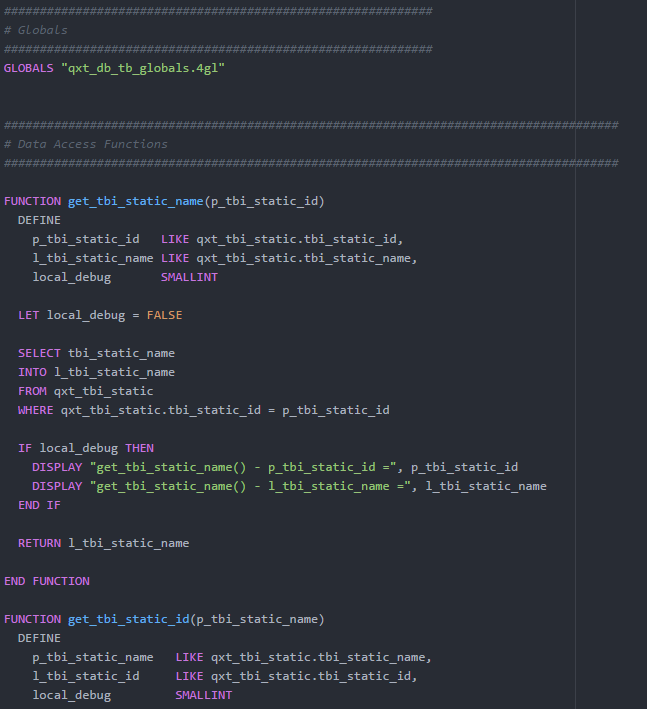 ############################################################
# Globals
############################################################
GLOBALS "qxt_db_tb_globals.4gl"
######################################################################################
# Data Access Functions
######################################################################################
FUNCTION get_tbi_static_name(p_tbi_static_id)
DEFINE
p_tbi_static_id LIKE qxt_tbi_static.tbi_static_id,
l_tbi_static_name LIKE qxt_tbi_static.tbi_static_name,
local_debug SMALLINT
LET local_debug = FALSE
SELECT tbi_static_name
INTO l_tbi_static_name
FROM qxt_tbi_static
WHERE qxt_tbi_static.tbi_static_id = p_tbi_static_id
IF local_debug THEN
DISPLAY "get_tbi_static_name() - p_tbi_static_id =", p_tbi_static_id
DISPLAY "get_tbi_static_name() - l_tbi_static_name =", l_tbi_static_name
END IF
RETURN l_tbi_static_name
END FUNCTION
FUNCTION get_tbi_static_id(p_tbi_static_name)
DEFINE
p_tbi_static_name LIKE qxt_tbi_static.tbi_static_name,
l_tbi_static_id LIKE qxt_tbi_static.tbi_static_id,
local_debug SMALLINT